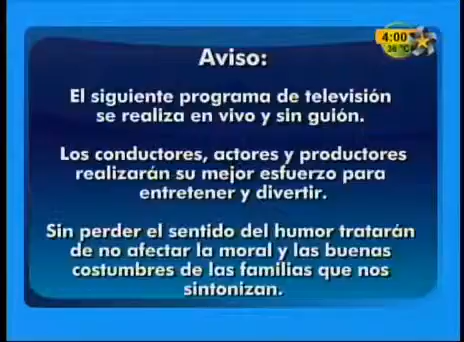 4:00
36 °C
Aviso:
El siguiente programa de televisión
se realiza en vivo y sin guión.
Los conductores, actores y productores
realizarán su mejor esfuerzo para
entretener y divertir.
Sin perder el sentido del humor tratarán
de no afectar la moral y las buenas
costumbres de las familias que nos
sintonizan.